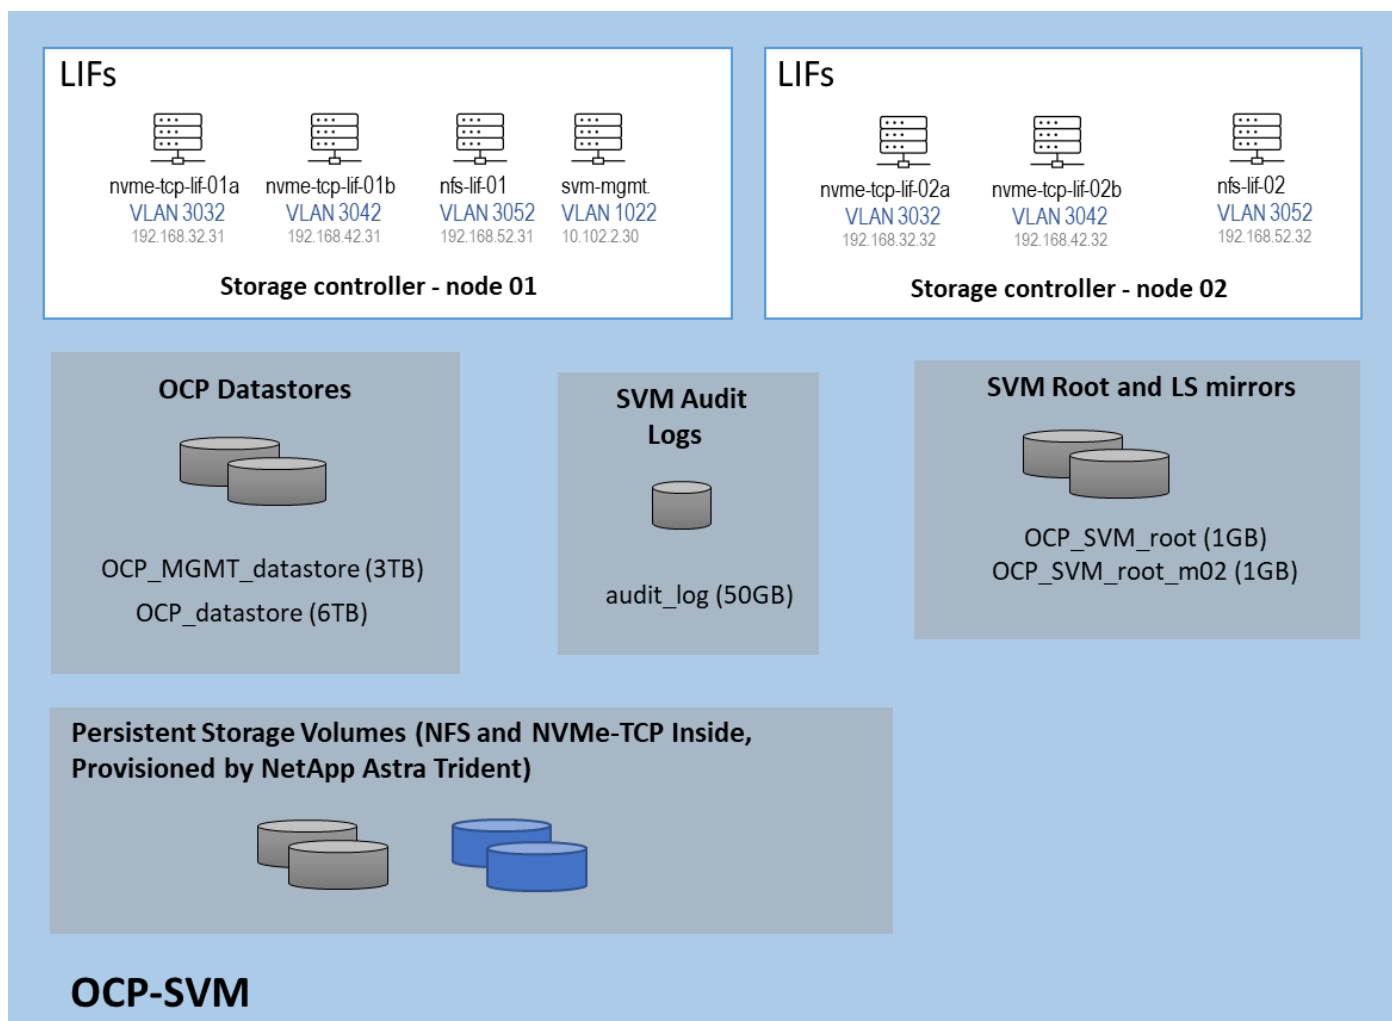 LIFs
nvme-tcp-lif-01a
VLAN 3032
192.168.32.31
nvme-tcp-lif-01b
VLAN 3042
192.168.42.31
nfs-lif-01
VLAN 3052
192.168.52.31
svm-mgmt.
VLAN 1022
10.102.2.30
Storage controller - node 01
LIFs
nvme-tcp-lif-02a
VLAN 3032
192.168.32.32
nvme-tcp-lif-02b
VLAN 3042
192.168.42.32
nfs-lif-02
VLAN 3052
192.168.52.32
Storage controller - node 02
OCP Datastores
OCP_MGMT_datastore (3TB)
OCP_datastore (6TB)
SVM Audit
Logs
audit_log (50GB)
SVM Root and LS mirrors
OCP_SVM_root (1GB)
OCP_SVM_root_m02 (1GB)
Persistent Storage Volumes (NFS and NVMe-TCP Inside,
Provisioned by NetApp Astra Trident)
OCP-SVM